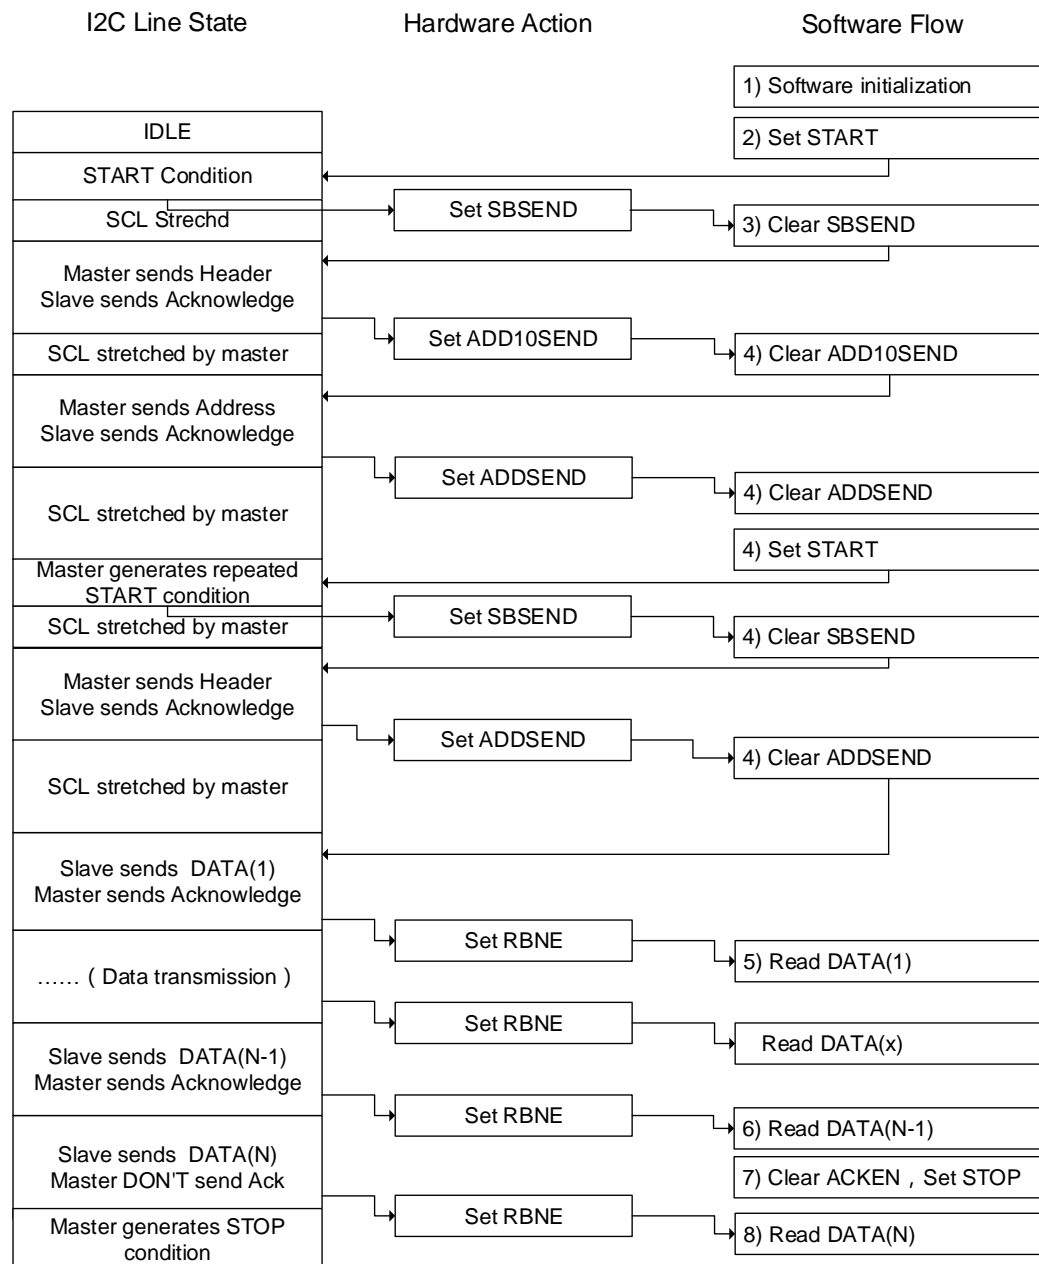 I2C Line State
Hardware Action
Software Flow
1) Software initialization
IDLE
2) Set START
START Condition
Set SBSEND
SCL Strechd
3) Clear SBSEND
Master sends Header
Slave sends Acknowledge
Set ADD10SEND
SCL stretched by master
4) Clear ADD10SEND
Master sends Address
Slave sends Acknowledge
Set ADDSEND
4) Clear ADDSEND
SCL stretched by master
4) Set START
Master generates repeated
START condition
Set SBSEND
SCL stretched by master
4) Clear SBSEND
Master sends Header
Slave sends Acknowledge
Set ADDSEND
4) Clear ADDSEND
SCL stretched by master
Slave sends DATA(1)
Master sends Acknowledge
Set RBNE
5) Read DATA(1)
…… ( Data transmission )
Set RBNE
Read DATA(x)
Slave sends DATA(N-1)
Master sends Acknowledge
Set RBNE
6) Read DATA(N-1)
Slave sends DATA(N)
Master DON'T send Ack
7) Clear ACKEN , Set STOP
Set RBNE
8) Read DATA(N)
Master generates STOP
condition